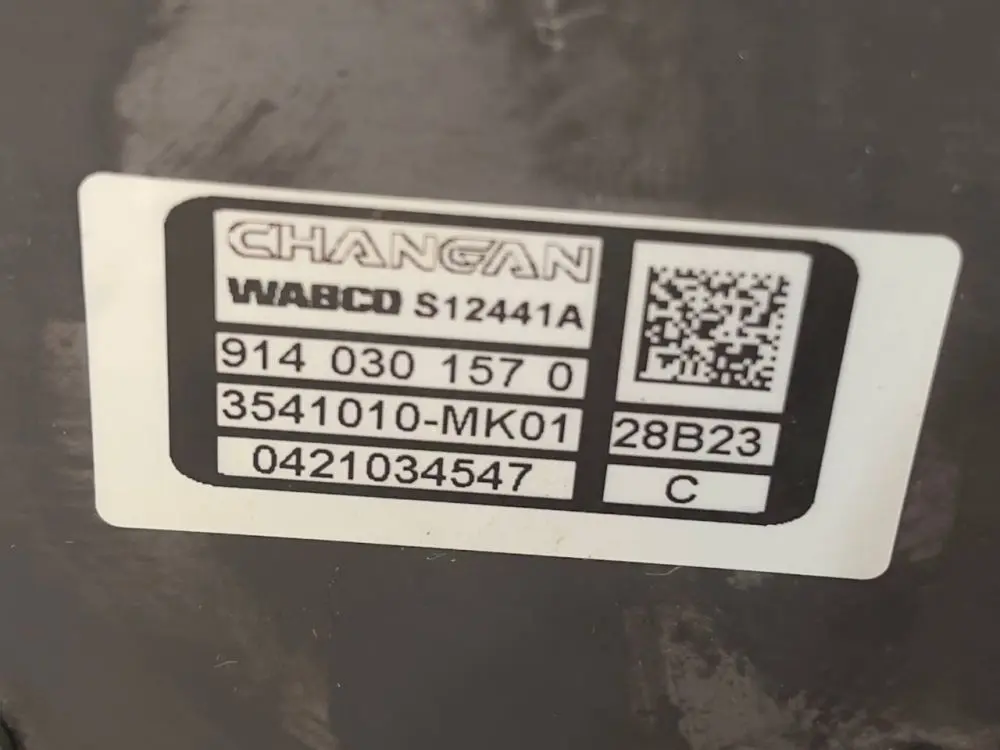 CHANGAN
WABCO S12441A
914 030 157 0
3541010-MK01
28B23
0421034547
C